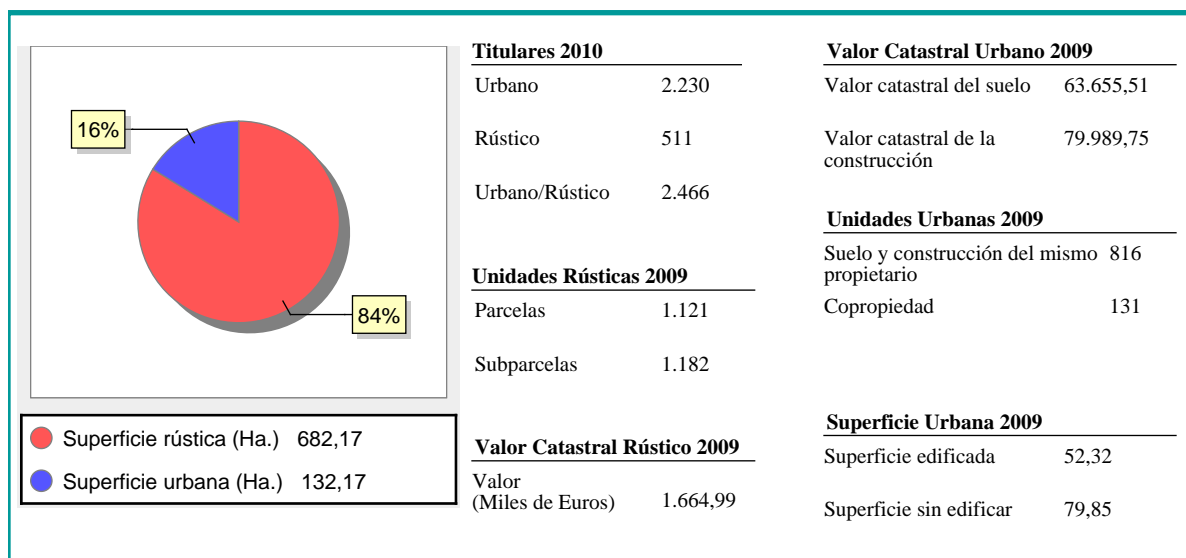 16%
84%
Superficie rústica (Ha.) 682,17
Superficie urbana (Ha.) 132,17
Titulares 2010
Urbano 2.230
Rústico 511
Urbano/Rústico 2.466
Unidades Rústicas 2009
Parcelas 1.121
Subparcelas 1.182
Valor Catastral Rústico 2009
Valor
(Miles de Euros) 1.664,99
Valor Catastral Urbano 2009
Valor catastral del suelo 63.655,51
Valor catastral de la 79.989,75
construcción
Unidades Urbanas 2009
Suelo y construcción del mismo 816
propietario
Copropiedad 131
Superficie Urbana 2009
Superficie edificada 52,32
Superficie sin edificar 79,85